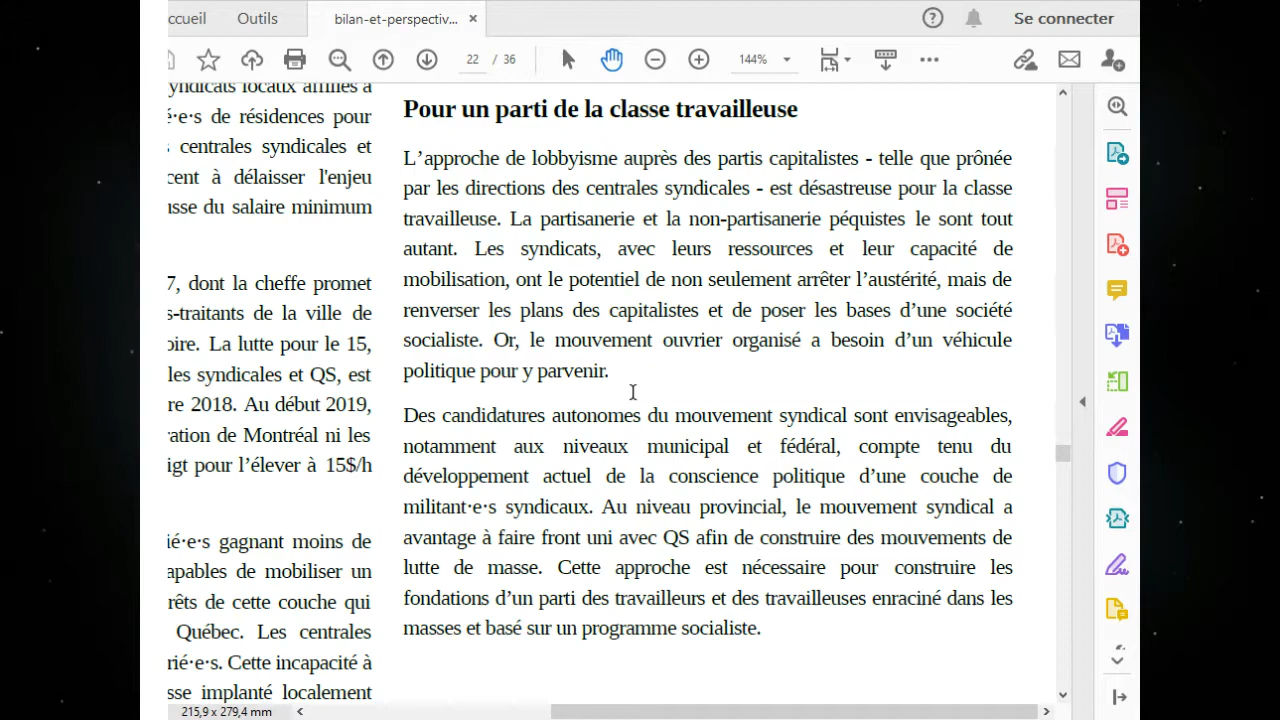 ccueil
Outils
bilan-et-perspectiv... ×
? Se connecter
22 / 36
144%
yndicats locaux affiliés à
é·e·s de résidences pour
centrales syndicales et
cent à délaisser l'enjeu
usse du salaire minimum
7, dont la cheffe promet
s-traitants de la ville de
oire. La lutte pour le 15,
les syndicales et QS, est
re 2018. Au début 2019,
ration de Montréal ni les
igt pour l’élever à 15$/h
ié·e·s gagnant moins de
apables de mobiliser un
rêts de cette couche qui
Québec. Les centrales
rié·e·s. Cette incapacité à
sse implanté localement
Pour un parti de la classe travailleuse
L’approche de lobbyisme auprès des partis capitalistes - telle que prônée
par les directions des centrales syndicales - est désastreuse pour la classe
travailleuse. La partisanerie et la non-partisanerie péquistes le sont tout
autant. Les syndicats, avec leurs ressources et leur capacité de
mobilisation, ont le potentiel de non seulement arrêter l’austérité, mais de
renverser les plans des capitalistes et de poser les bases d’une société
socialiste. Or, le mouvement ouvrier organisé a besoin d’un véhicule
politique pour y parvenir.
Des candidatures autonomes du mouvement syndical sont envisageables,
notamment aux niveaux municipal et fédéral, compte tenu du
développement actuel de la conscience politique d’une couche de
militant·e·s syndicaux. Au niveau provincial, le mouvement syndical a
avantage à faire front uni avec QS afin de construire des mouvements de
lutte de masse. Cette approche est nécessaire pour construire les
fondations d’un parti des travailleurs et des travailleuses enraciné dans les
masses et basé sur un programme socialiste.
215,9 x 279,4 mm